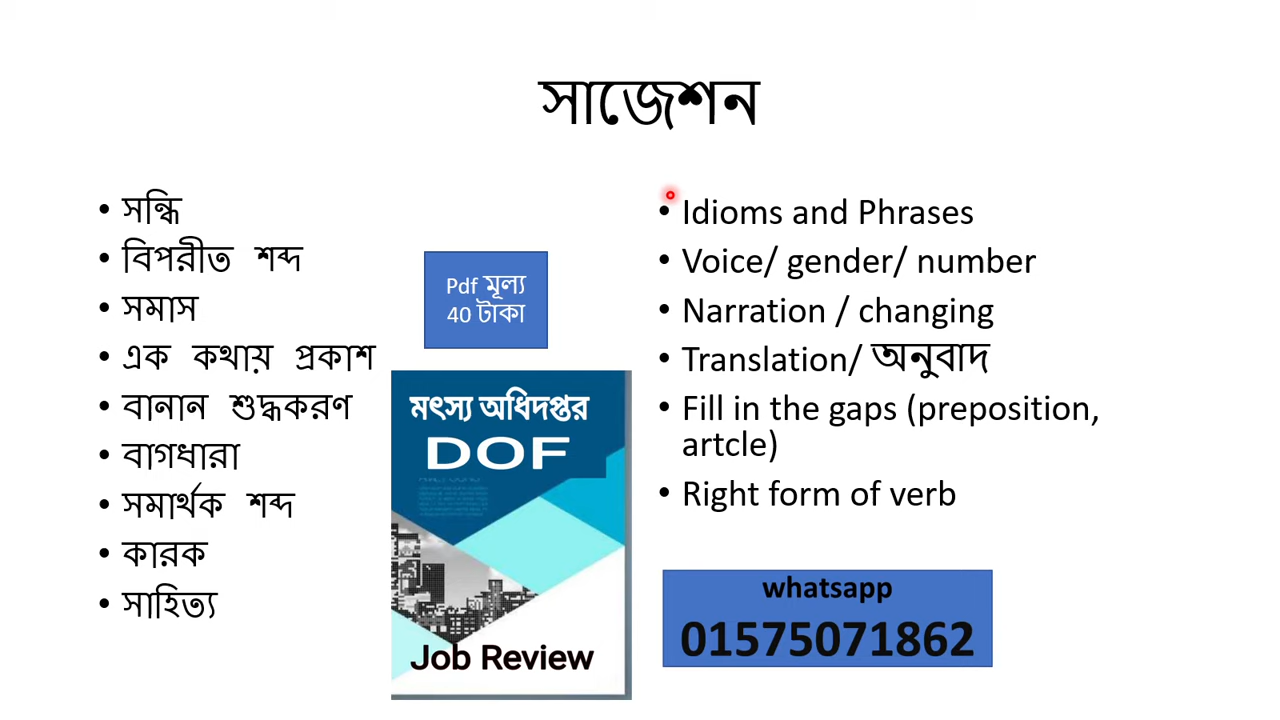 সাজেশন
• সন্ধি
• বিপরীত শব্দ
• সমাস
• এক কথায় প্রকাশ
• বানান শুদ্ধকরণ
• বাগধারা
• সমার্থক শব্দ
• কারক
• সাহিত্য
Pdf মূল্য
40 টাকা
মৎস্য অধিদপ্তর
DOF
Job Review
• Idioms and Phrases
• Voice/ gender/ number
• Narration / changing
• Translation/ অনুবাদ
• Fill in the gaps (preposition,
artcle)
• Right form of verb
whatsapp
01575071862